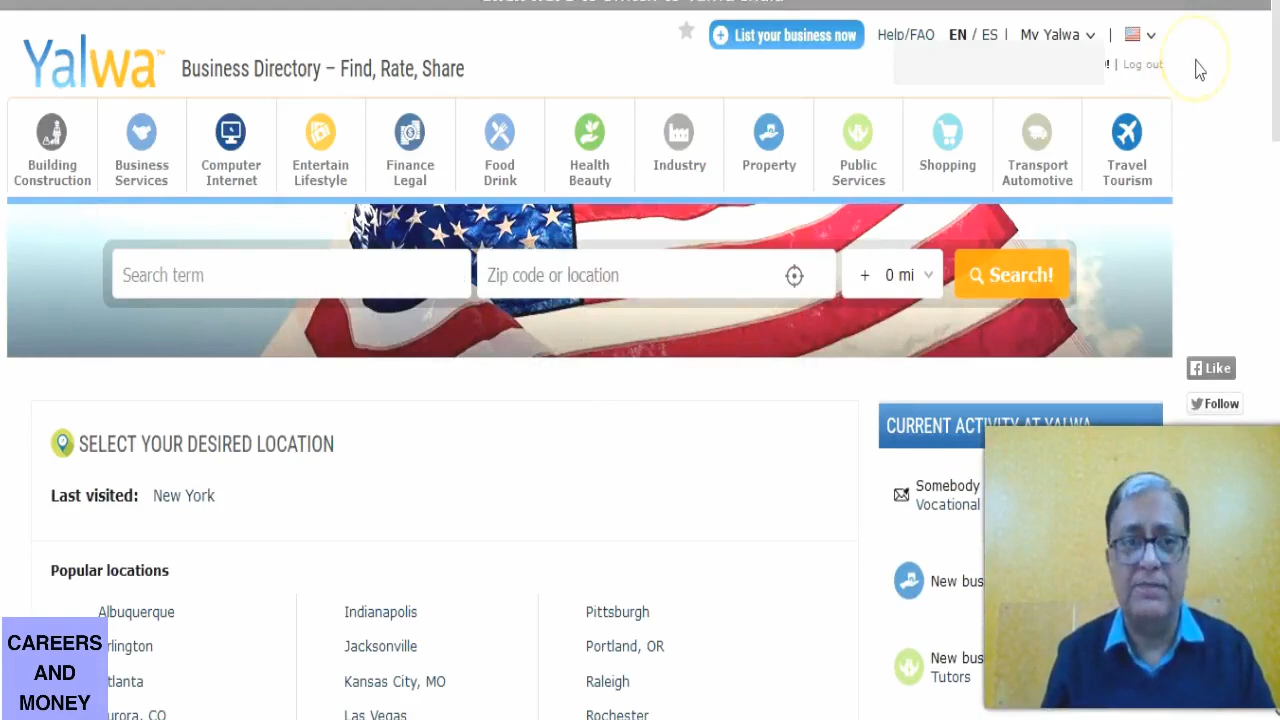 List your business now
Help/FAQ
EN / ES |
My Yalwa
|
Yalwa™
Business Directory – Find, Rate, Share
! | Log out
Building Construction
Business Services
Computer Internet
Entertain Lifestyle
Finance Legal
Food Drink
Health Beauty
Industry
Property
Public Services
Shopping
Transport Automotive
Travel Tourism
Search term
Zip code or location
+ 0 mi
Search!
Like
Follow
SELECT YOUR DESIRED LOCATION
Last visited: New York
Popular locations
Albuquerque
Indianapolis
Pittsburgh
rlington
Jacksonville
Portland, OR
tlanta
Kansas City, MO
Raleigh
urora, CO
Las Vegas
Rochester
CURRENT ACTIVITY AT YALWA
Somebody
Vocational
New bus
New bus
Tutors
CAREERS
AND
MONEY